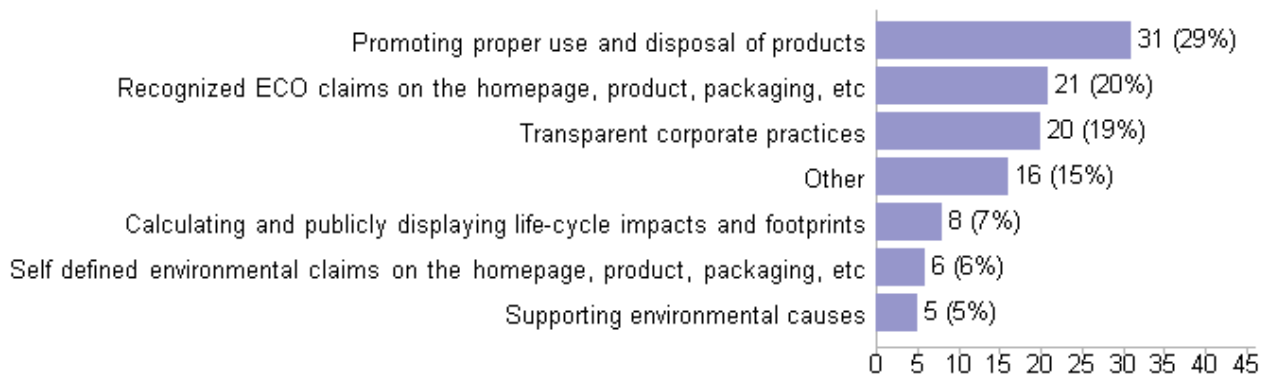 Promoting proper use and disposal of products 31 (29%)
Recognized ECO claims on the homepage, product, packaging, etc 21 (20%)
Transparent corporate practices 20 (19%)
Other 16 (15%)
Calculating and publicly displaying life-cycle impacts and footprints 8 (7%)
Self defined environmental claims on the homepage, product, packaging, etc 6 (6%)
Supporting environmental causes 5 (5%)
0 5 10 15 20 25 30 35 40 45